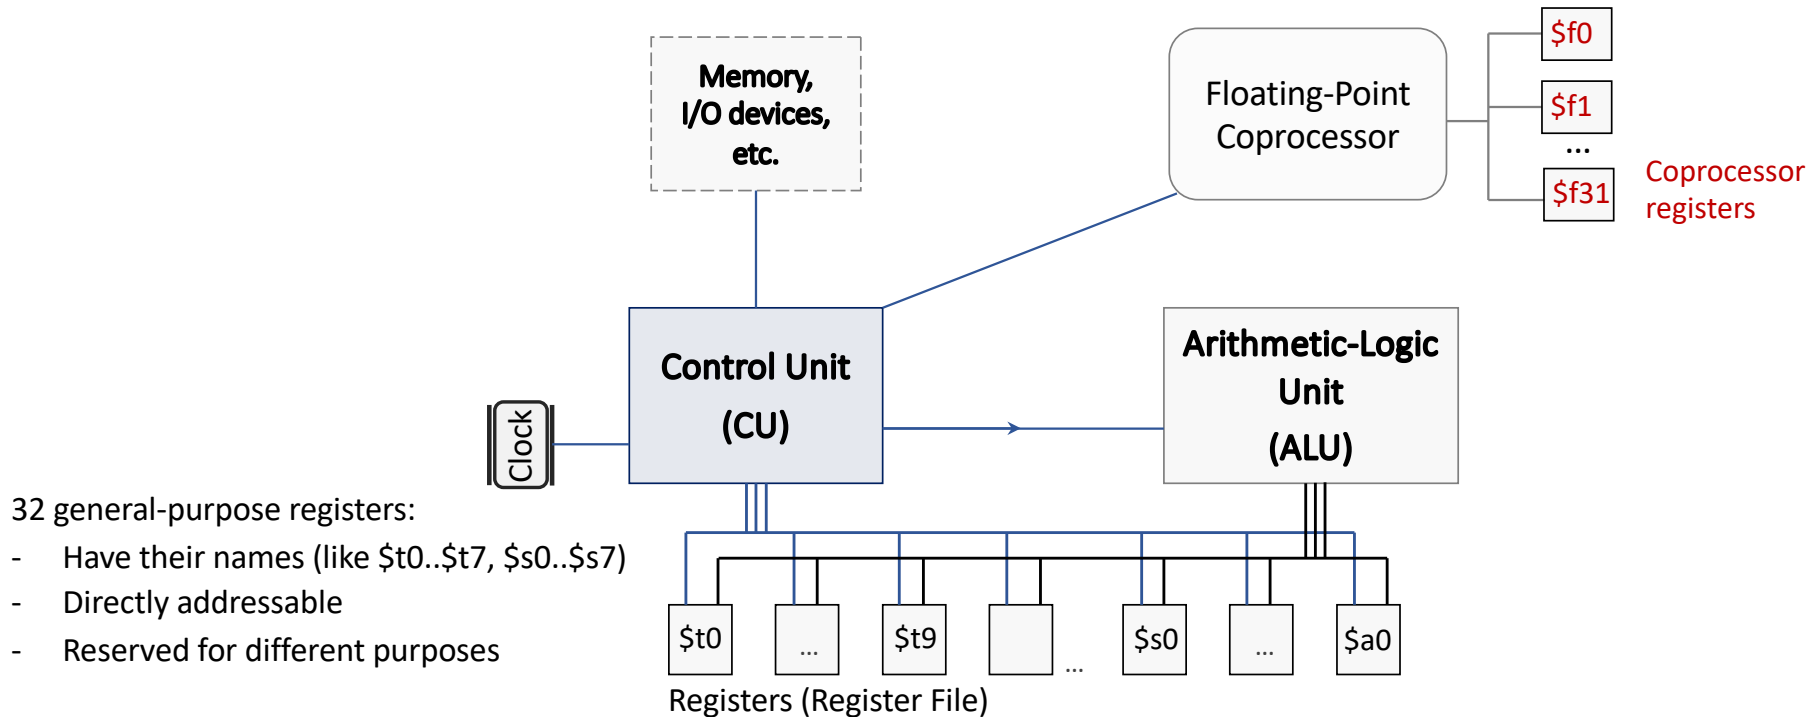 Memory,
I/O devices,
etc.
Floating-Point
Coprocessor
$f0
$f1
...
$f31
Coprocessor
registers
Control Unit
(CU)
Arithmetic-Logic
Unit
(ALU)
Clock
32 general-purpose registers:
- Have their names (like $t0..$t7, $s0..$s7)
- Directly addressable
- Reserved for different purposes
$t0
...
$t9
...
$s0
...
$a0
Registers (Register File)